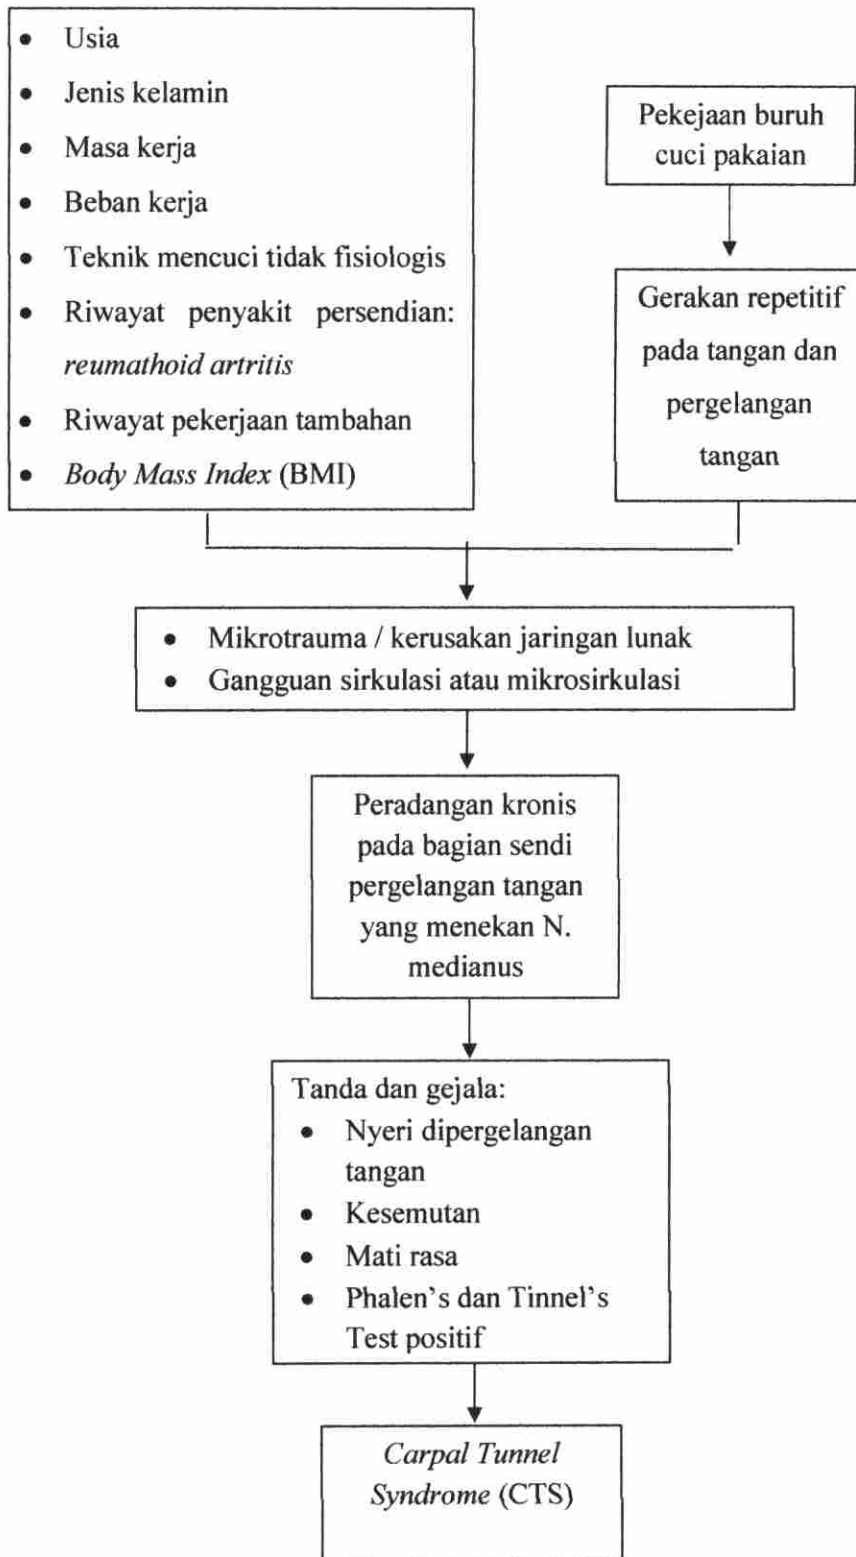 • Usia
• Jenis kelamin
• Masa kerja
• Beban kerja
• Teknik mencuci tidak fisiologis
• Riwayat penyakit persendian:
reumathoid artritis
• Riwayat pekerjaan tambahan
• Body Mass Index (BMI)
Pekejaan buruh
cuci pakaian
Gerakan repetitif
pada tangan dan
pergelangan
tangan
• Mikrotrauma / kerusakan jaringan lunak
• Gangguan sirkulasi atau mikrosirkulasi
Peradangan kronis
pada bagian sendi
pergelangan tangan
yang menekan N.
medianus
Tanda dan gejala:
• Nyeri dipergelangan
tangan
• Kesemutan
• Mati rasa
• Phalen's dan Tinnel's
Test positif
Carpal Tunnel
Syndrome (CTS)